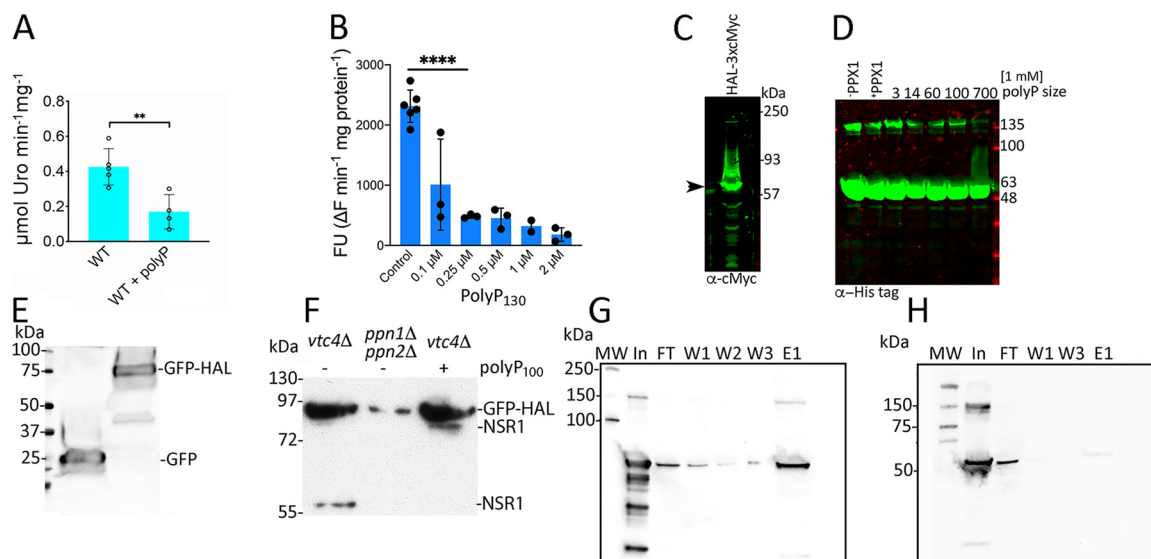 A
µmol Uro min-1mg-1
0.8
0.6
0.4
0.2
0.0
**
WT
WT + polyP
B
FU (ΔF min-1 mg protein-1)
3000
2000
1000
0
****
Control
0.1 µM
0.25 µM
0.5 µM
1 µM
2 µM
PolyP130
C
HAL-3xcMyc
kDa
-250
-93
-57
α-cMyc
D
-PPX1
+PPX1
3 14 60 100 700
[1 mM]
polyP size
135
100
63
48
α–His tag
E
kDa
100
75
50
37
25
-GFP-HAL
-GFP
F
vtc4Δ
ppn1Δ
ppn2Δ
vtc4Δ
- - + polyP100
kDa
130-
97-
72-
55-
-GFP-HAL
-NSR1
-NSR1
G
kDa
MW In FT W1 W2 W3 E1
250-
150-
100-
H
kDa
MW In FT W1 W3 E1
150-
75-
50-